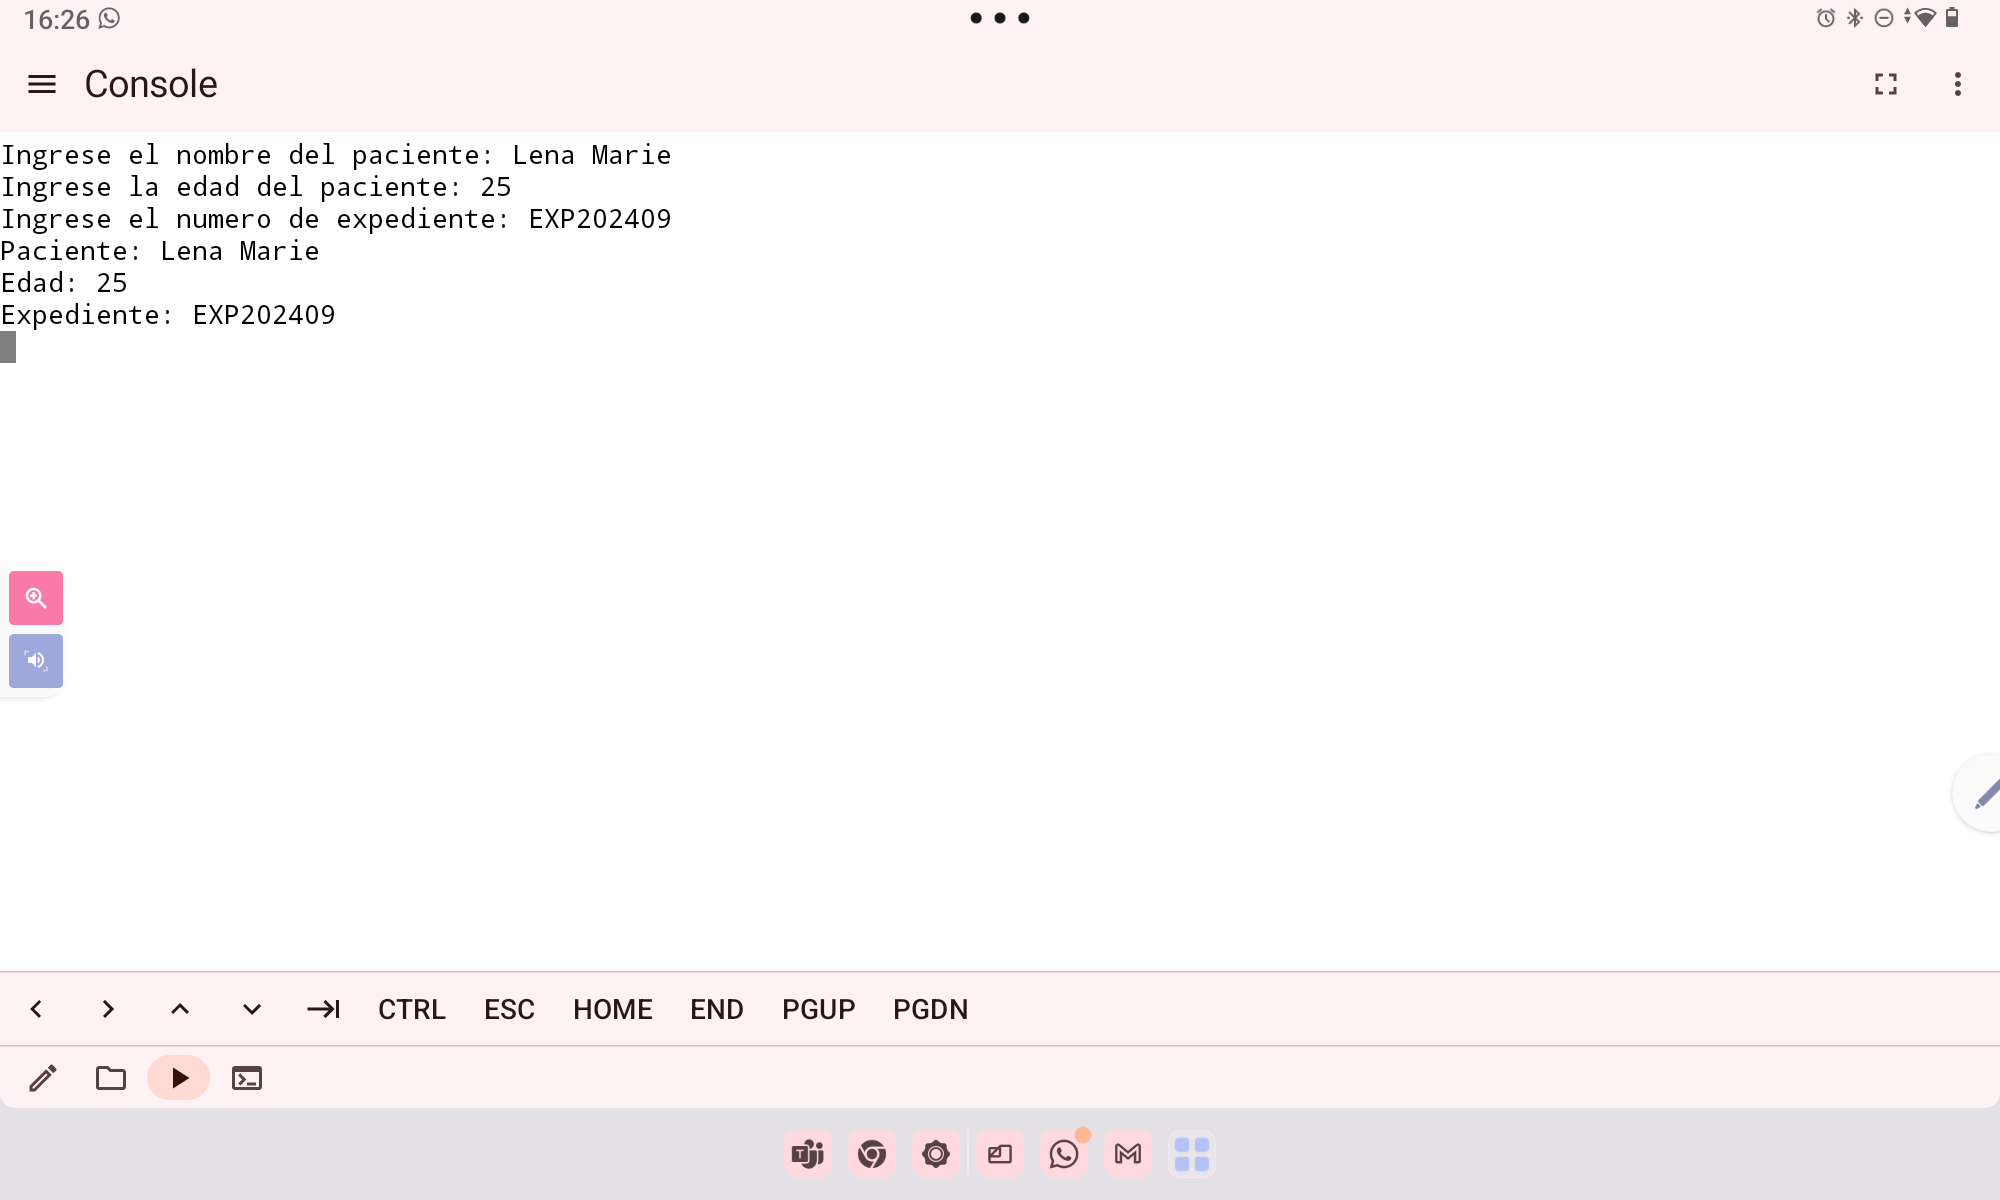 16:26
Console
Ingrese el nombre del paciente: Lena Marie
Ingrese la edad del paciente: 25
Ingrese el numero de expediente: EXP202409
Paciente: Lena Marie
Edad: 25
Expediente: EXP202409
CTRL ESC HOME END PGUP PGDN